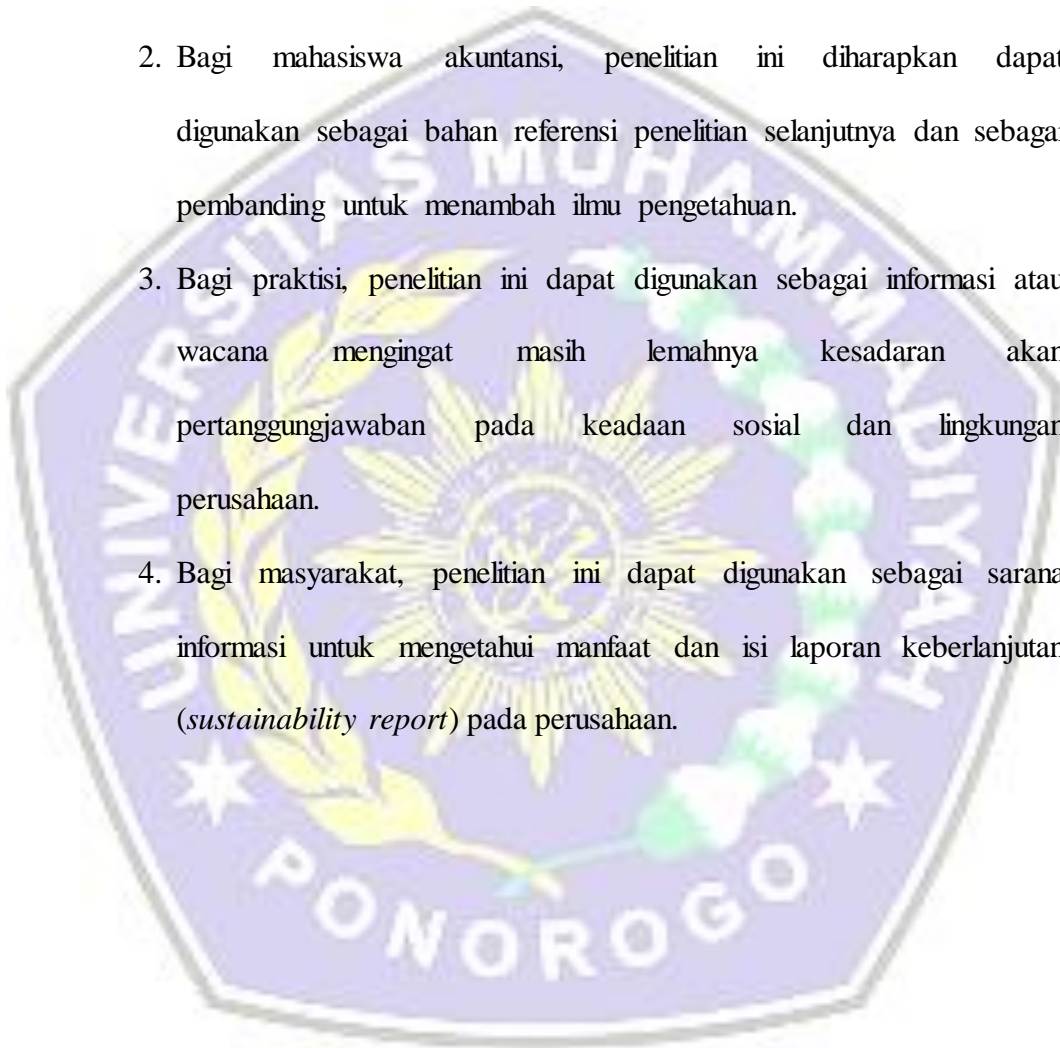 2. Bagi mahasiswa akuntansi, penelitian ini diharapkan dapat
digunakan sebagai bahan referensi penelitian selanjutnya dan sebagai
pembanding untuk menambah ilmu pengetahuan.
3. Bagi praktisi, penelitian ini dapat digunakan sebagai informasi atau
wacana mengingat masih lemahnya kesadaran akan
pertanggungjawaban pada keadaan sosial dan lingkungan
perusahaan.
4. Bagi masyarakat, penelitian ini dapat digunakan sebagai sarana
informasi untuk mengetahui manfaat dan isi laporan keberlanjutan
(sustainability report) pada perusahaan.
UNIVERSITAS MUHAMMADIYAH
PONOROGO